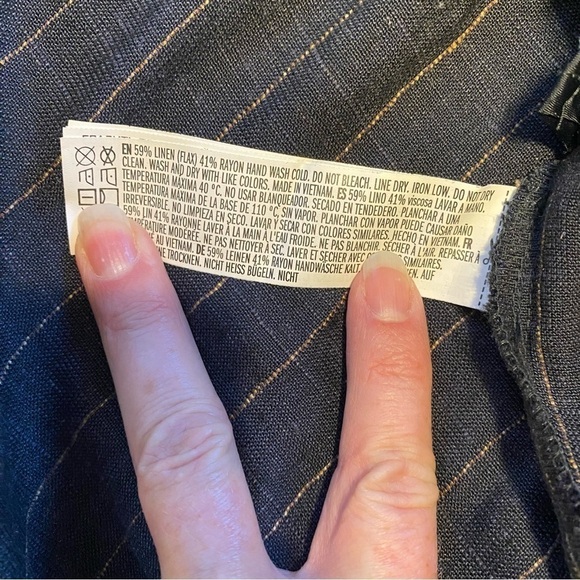 EN 59% LINEN (FLAX) 41% RAYON HAND WASH COLD. DO NOT BLEACH. LINE DRY. IRON LOW. DO NOT DRY
CLEAN. WASH AND DRY WITH LIKE COLORS. MADE IN VIETNAM. ES 59% LINO 41% viscosa LAVAR A MANO.
TEMPERATURA MÁXIMA 40 °C. NO USAR BLANQUEADOR. SECADO EN TENDEDERO. PLANCHAR A UNA
TEMPERATURA MÁXIMA DE LA BASE DE 110 °C, SIN VAPOR. PLANCHAR CON VAPOR PUEDE CAUSAR DAÑO
IRREVERSIBLE. NO LIMPIEZA EN SECO. LAVAR Y SECAR CON COLORES SIMILARES. HECHO EN VIETNAM. FR
59% LIN 41% RAYONNE LAVER À LA MAIN À L'EAU FROIDE. NE PAS BLANCHIR. SÉCHER À L'AIR. REPASSER À
TEMPÉRATURE MODÉRÉE. NE PAS NETTOYER À SEC. LAVER ET SÉCHER AVEC SIMILAIRES.
AU VIETNAM. DE 59% LEINEN 41% RAYON HANDWÄSCHE KALT AUF
TROCKNEN. NICHT HEISS BÜGELN. NICHT